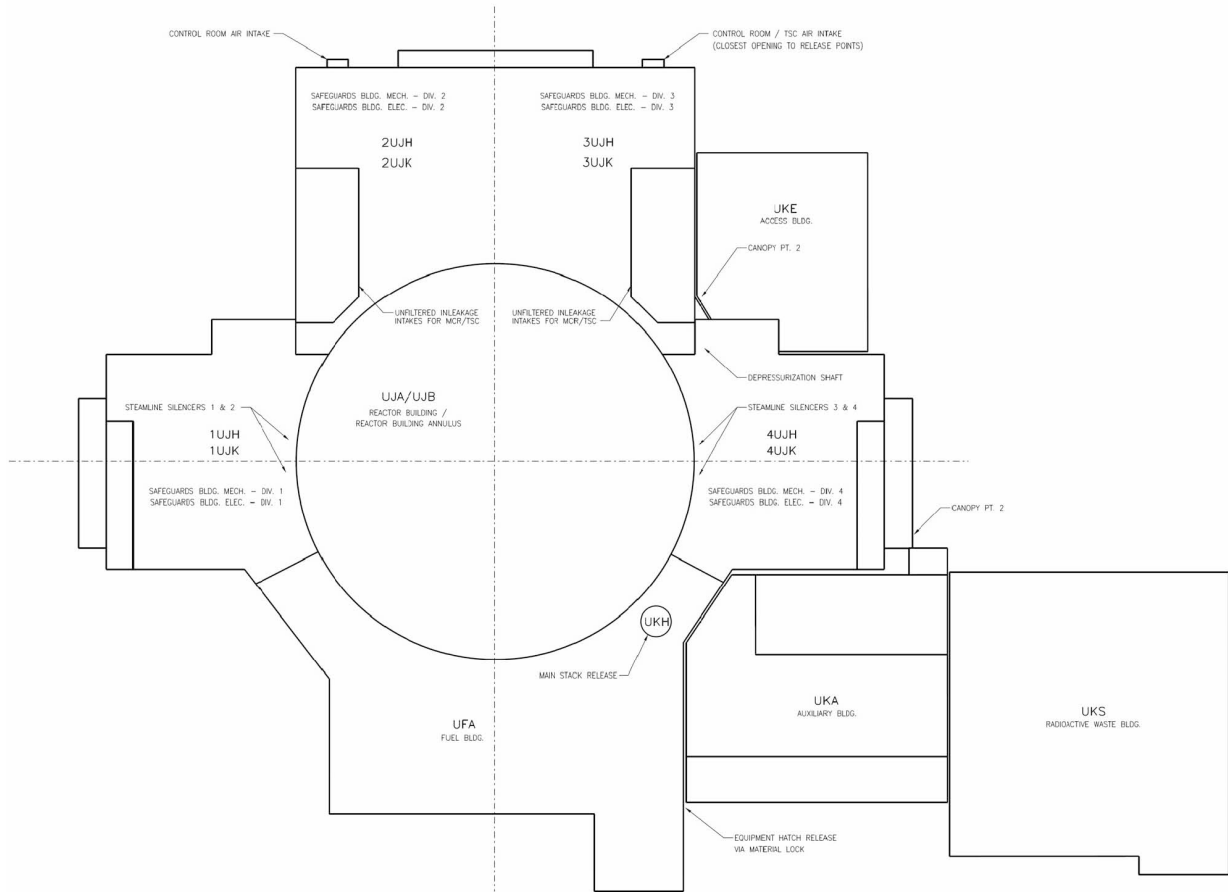 CONTROL ROOM AIR INTAKE
CONTROL ROOM / TSC AIR INTAKE
(CLOSEST OPENING TO RELEASE POINTS)
SAFEGUARDS BLDG. MECH. – DIV. 2
SAFEGUARDS BLDG. ELEC. – DIV. 2
SAFEGUARDS BLDG. MECH. – DIV. 3
SAFEGUARDS BLDG. ELEC. – DIV. 3
2UJH
2UJK
3UJH
3UJK
UKE
ACCESS BLDG.
CANOPY PT. 2
UNFILTERED INLEAKAGE
INTAKES FOR MCR/TSC
UNFILTERED INLEAKAGE
INTAKES FOR MCR/TSC
DEPRESSURIZATION SHAFT
UJA/UJB
REACTOR BUILDING /
REACTOR BUILDING ANNULUS
STEAMLINE SILENCERS 1 & 2
STEAMLINE SILENCERS 3 & 4
1UJH
1UJK
4UJH
4UJK
SAFEGUARDS BLDG. MECH. – DIV. 1
SAFEGUARDS BLDG. ELEC. – DIV. 1
SAFEGUARDS BLDG. MECH. – DIV. 4
SAFEGUARDS BLDG. ELEC. – DIV. 4
CANOPY PT. 2
UKH
MAIN STACK RELEASE
UFA
FUEL BLDG.
UKA
AUXILIARY BLDG.
UKS
RADIOACTIVE WASTE BLDG.
EQUIPMENT HATCH RELEASE
VIA MATERIAL LOCK